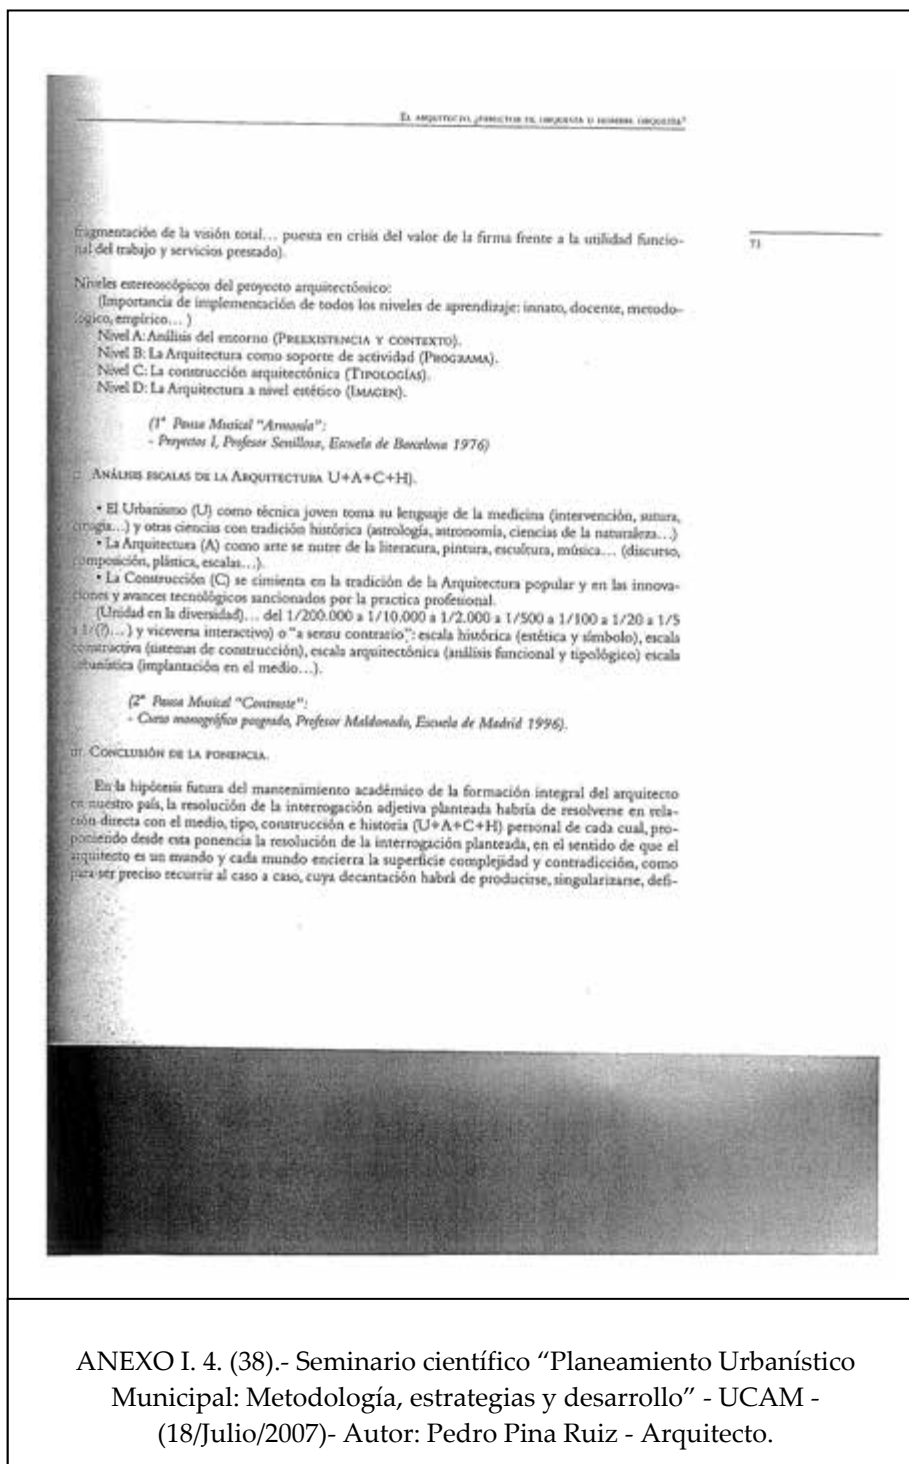 EL ARQUITECTO, ¿DIRECTOR DE ORQUESTA U HOMBRE ORQUESTA?
fragmentación de la visión total... puesta en crisis del valor de la firma frente a la utilidad funcio-
nal del trabajo y servicios prestado).
73
Niveles estereoscópicos del proyecto arquitectónico:
(Importancia de implementación de todos los niveles de aprendizaje: innato, docente, metodo-
lógico, empírico... )
Nivel A: Análisis del entorno (PREEXISTENCIA Y CONTEXTO).
Nivel B: La Arquitectura como soporte de actividad (PROGRAMA).
Nivel C: La construcción arquitectónica (TIPOLOGÍAS).
Nivel D: La Arquitectura a nivel estético (IMAGEN).
(1ª Pausa Musical "Armonía":
- Proyectos I, Profesor Senillosa, Escuela de Barcelona 1976)
ANÁLISIS ESCALAS DE LA ARQUITECTURA U+A+C+H).
• El Urbanismo (U) como técnica joven toma su lenguaje de la medicina (intervención, sutura,
cirugía...) y otras ciencias con tradición histórica (astrología, astronomía, ciencias de la naturaleza...)
• La Arquitectura (A) como arte se nutre de la literatura, pintura, escultura, música... (discurso,
composición, plástica, escalas...).
• La Construcción (C) se cimienta en la tradición de la Arquitectura popular y en las innova-
ciones y avances tecnológicos sancionados por la practica profesional.
(Unidad en la diversidad)... del 1/200.000 a 1/10.000 a 1/2.000 a 1/500 a 1/100 a 1/20 a 1/5
a 1/(?)... ) y viceversa interactivo) o "a sensu contrario": escala histórica (estética y símbolo), escala
constructiva (sistemas de construcción), escala arquitectónica (análisis funcional y tipológico) escala
urbanística (implantación en el medio...).
(2ª Pausa Musical "Contraste":
- Curso monográfico posgrado, Profesor Maldonado, Escuela de Madrid 1996).
III. CONCLUSIÓN DE LA PONENCIA.
En la hipótesis futura del mantenimiento académico de la formación integral del arquitecto
en nuestro país, la resolución de la interrogación adjetiva planteada habría de resolverse en rela-
ción directa con el medio, tipo, construcción e historia (U+A+C+H) personal de cada cual, pro-
poniendo desde esta ponencia la resolución de la interrogación planteada, en el sentido de que el
arquitecto es un mundo y cada mundo encierra la superficie complejidad y contradicción, como
para ser preciso recurrir al caso a caso, cuya decantación habrá de producirse, singularizarse, defi-
ANEXO I. 4. (38).- Seminario científico “Planeamiento Urbanístico
Municipal: Metodología, estrategias y desarrollo” - UCAM -
(18/Julio/2007)- Autor: Pedro Pina Ruiz - Arquitecto.